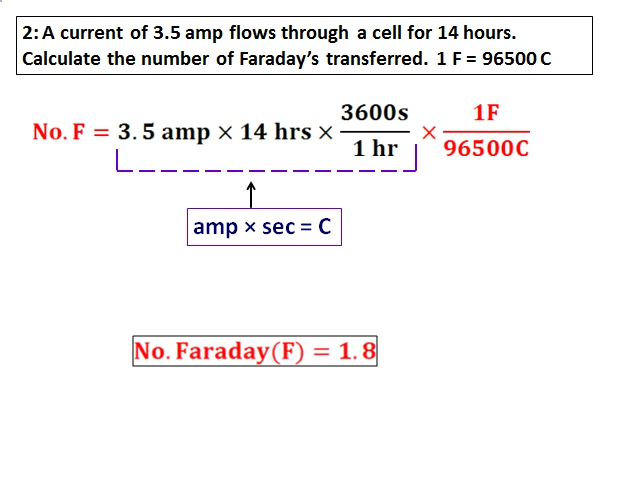 2: A current of 3.5 amp flows through a cell for 14 hours.
Calculate the number of Faraday's transferred. 1 F = 96500 C
No. F = 3.5 amp × 14 hrs × 3600s / 1 hr × 1F / 96500C
amp × sec = C
No. Faraday(F) = 1.8